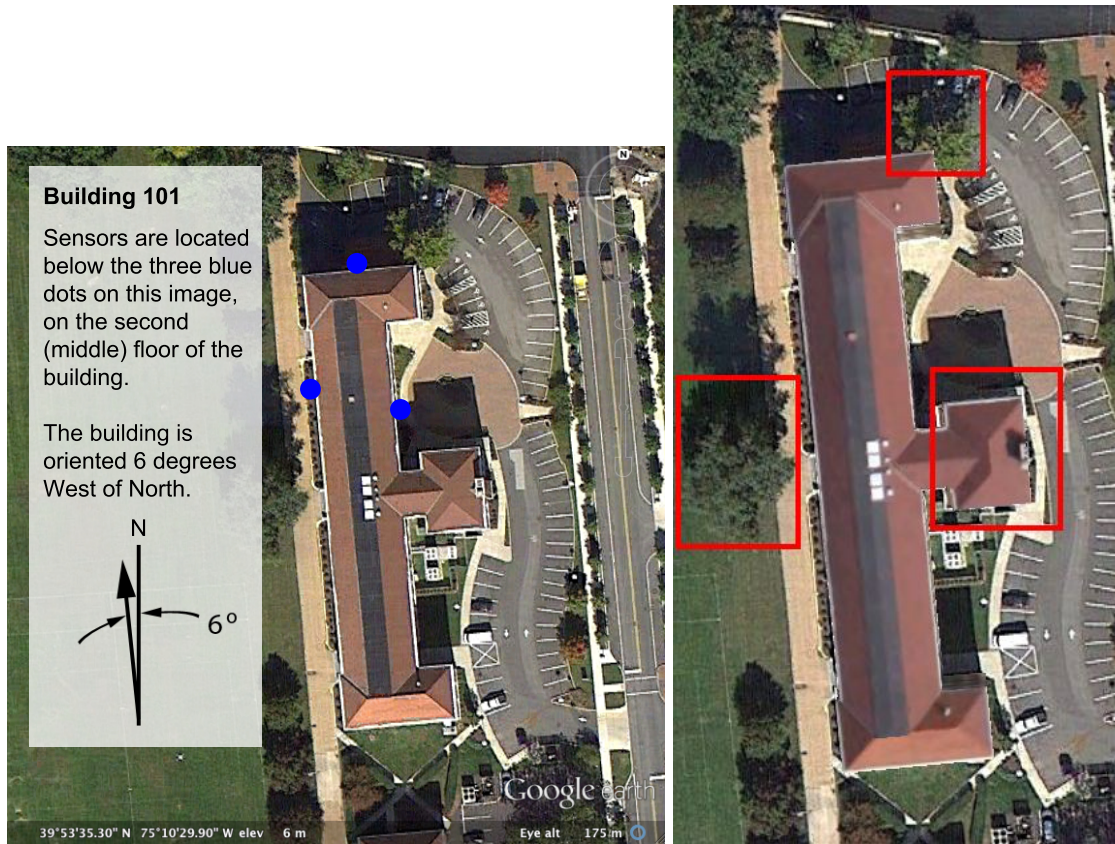 Building 101
Sensors are located
below the three blue
dots on this image,
on the second
(middle) floor of the
building.
The building is
oriented 6 degrees
West of North.
N
6°
N
Google earth
39°53'35.30" N 75°10'29.90" W elev 6 m
Eye alt 175 m